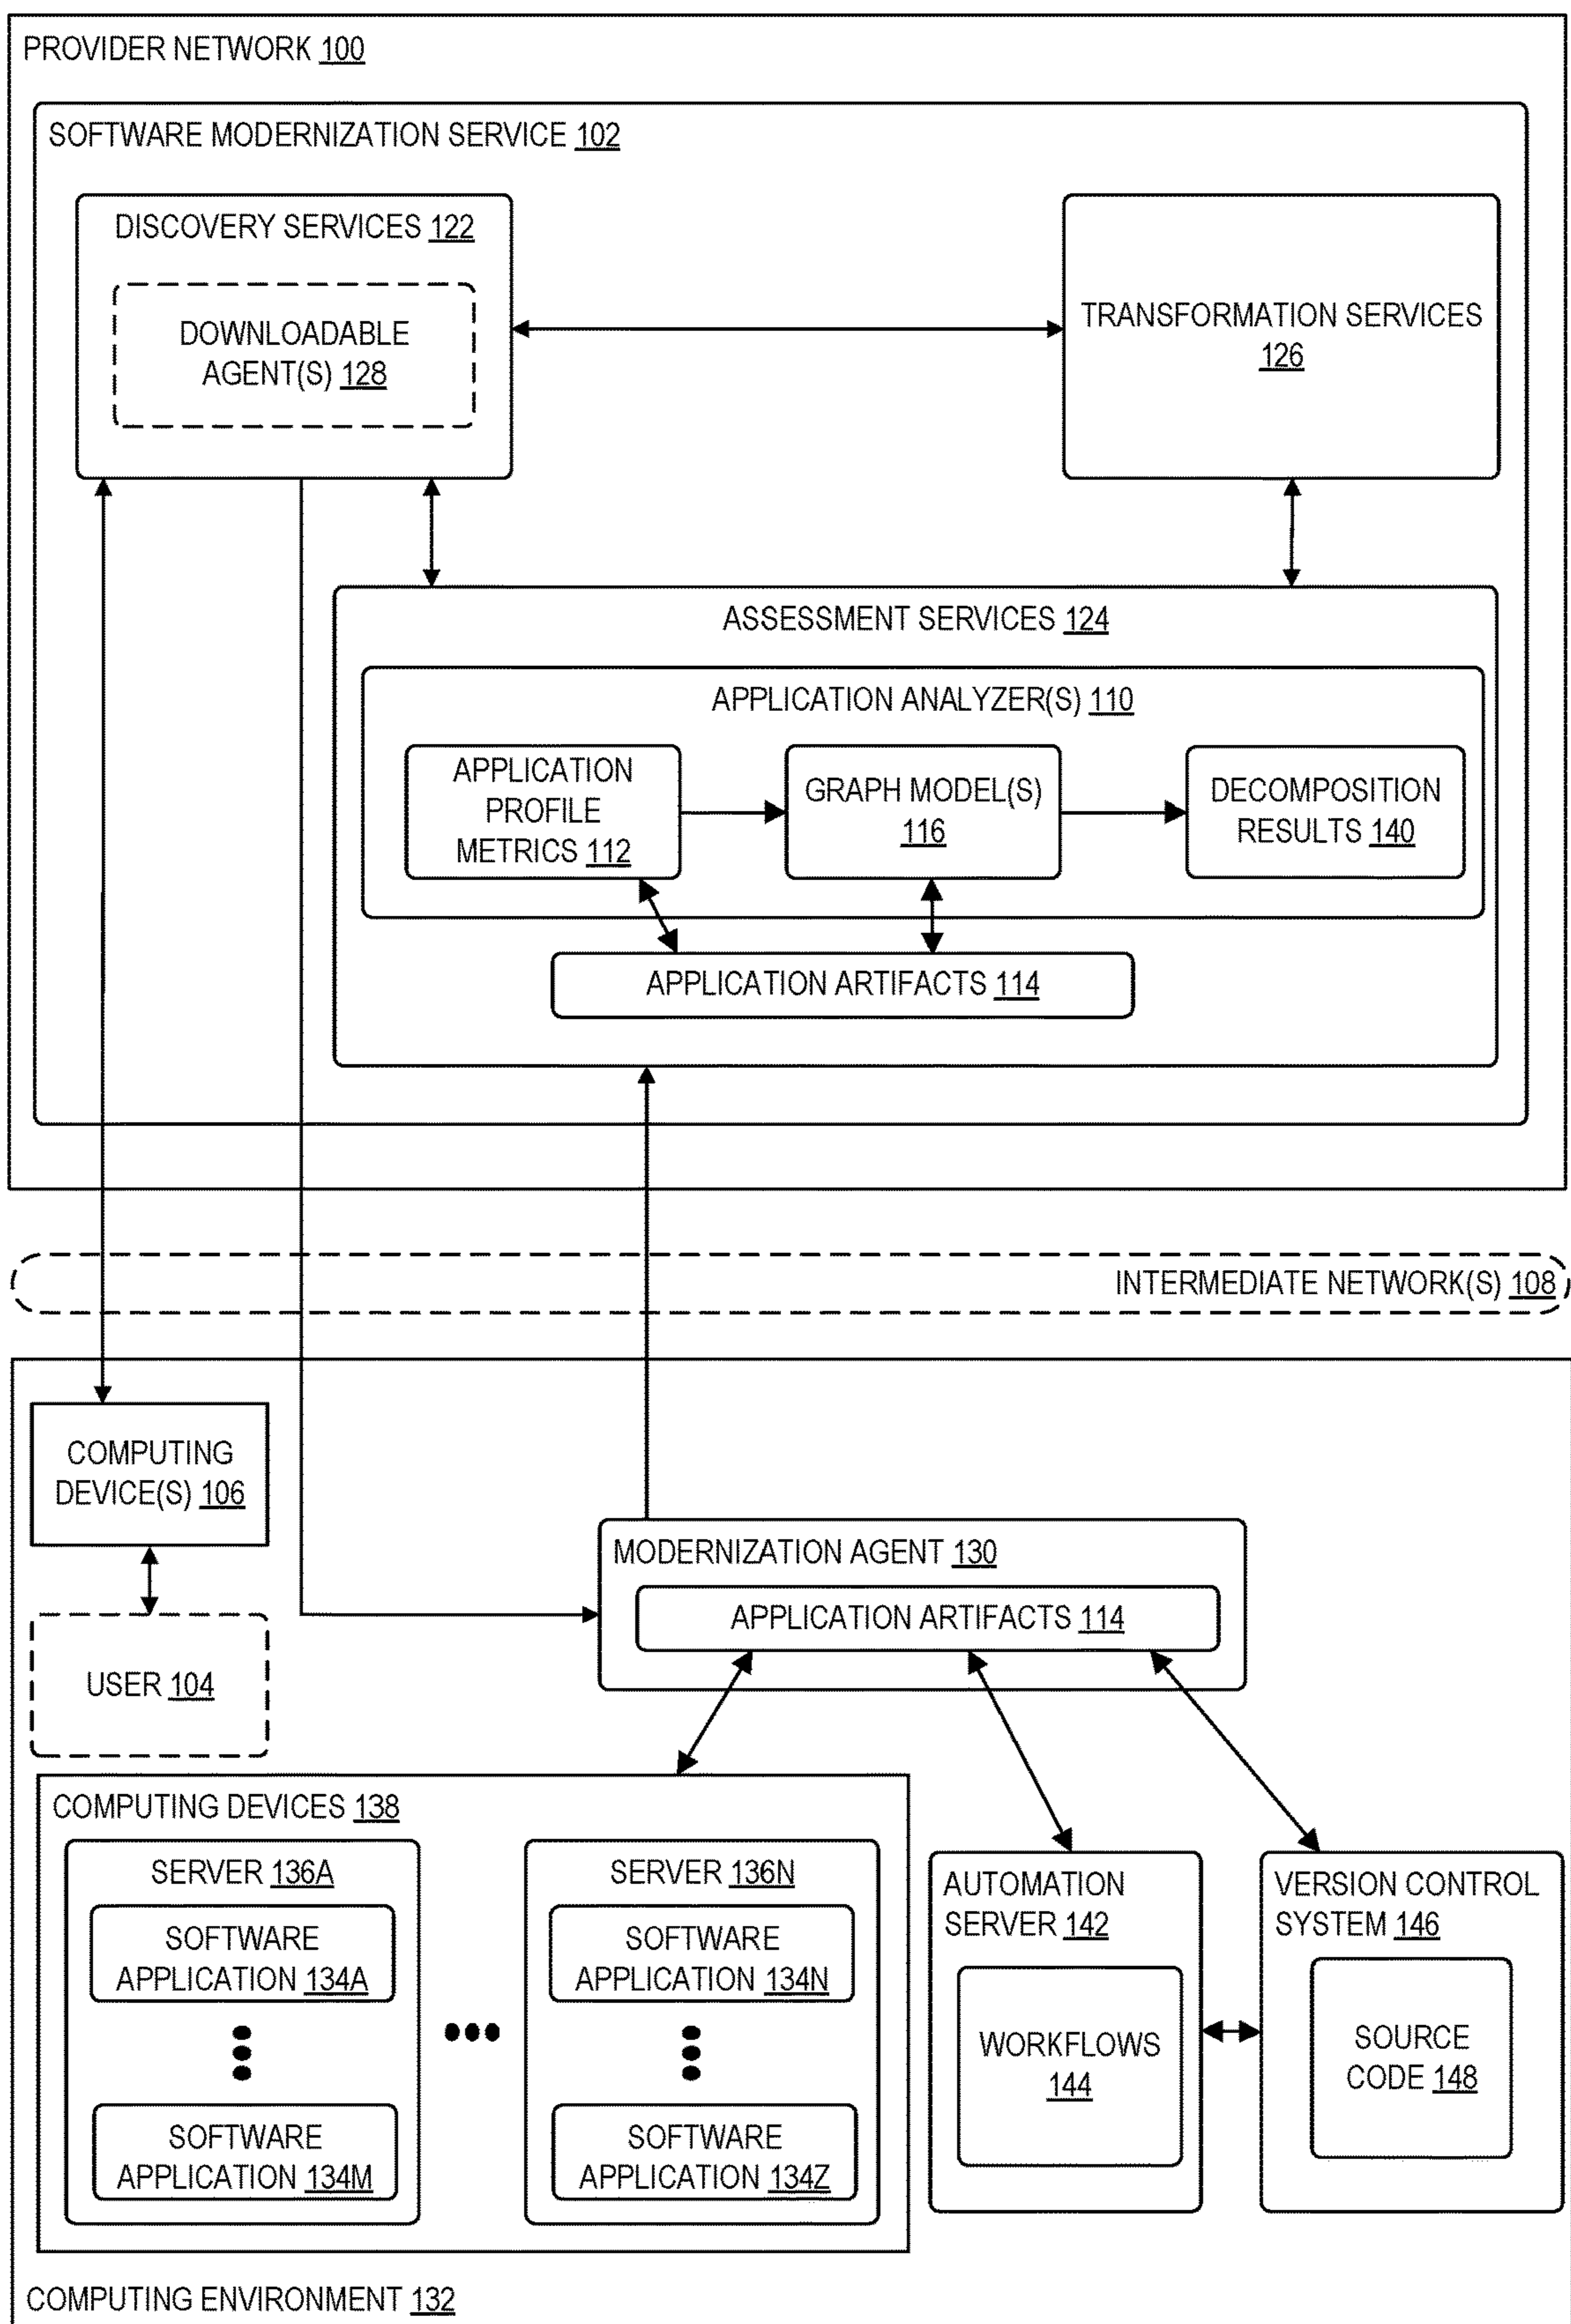 PROVIDER NETWORK 100
SOFTWARE MODERNIZATION SERVICE 102
DISCOVERY SERVICES 122
DOWNLOADABLE
AGENT(S) 128
TRANSFORMATION SERVICES
126
ASSESSMENT SERVICES 124
APPLICATION ANALYZER(S) 110
APPLICATION
PROFILE
METRICS 112
GRAPH MODEL(S)
116
DECOMPOSITION
RESULTS 140
APPLICATION ARTIFACTS 114
INTERMEDIATE NETWORK(S) 108
COMPUTING
DEVICE(S) 106
USER 104
MODERNIZATION AGENT 130
APPLICATION ARTIFACTS 114
COMPUTING DEVICES 138
SERVER 136A
SOFTWARE
APPLICATION 134A
SOFTWARE
APPLICATION 134M
SERVER 136N
SOFTWARE
APPLICATION 134N
SOFTWARE
APPLICATION 134Z
AUTOMATION
SERVER 142
WORKFLOWS
144
VERSION CONTROL
SYSTEM 146
SOURCE
CODE 148
COMPUTING ENVIRONMENT 132